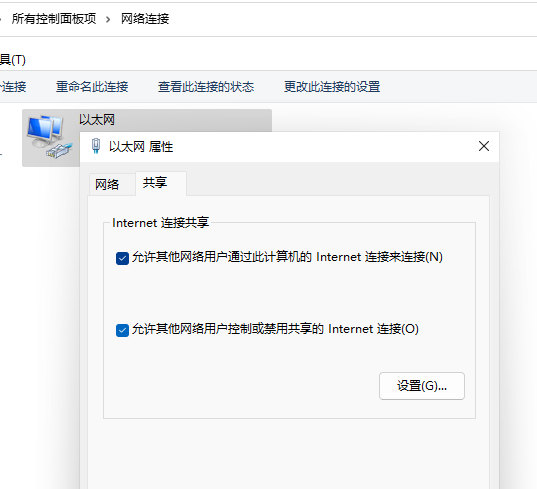 所有控制面板项 > 网络连接
具(T)
连接 重命名此连接 查看此连接的状态 更改此连接的设置
以太网
以太网 属性
网络 共享
Internet 连接共享
允许其他网络用户通过此计算机的 Internet 连接来连接(N)
允许其他网络用户控制或禁用共享的 Internet 连接(O)
设置(G)...